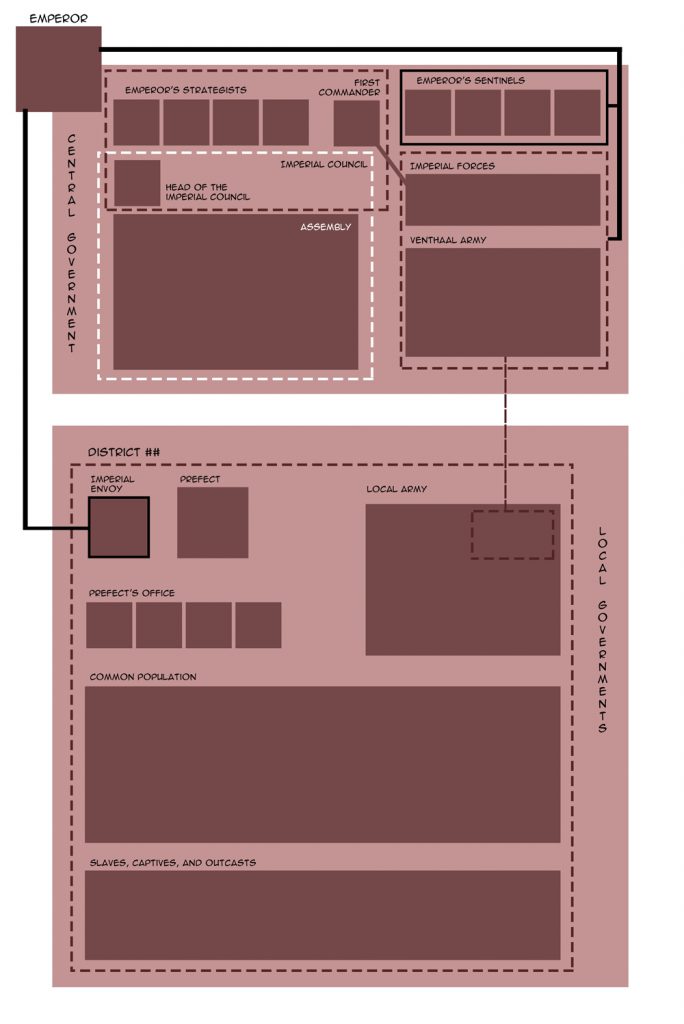 EMPEROR
EMPEROR'S STRATEGISTS
FIRST
COMMANDER
EMPEROR'S SENTINELS
CENTRAL GOVERNMENT
IMPERIAL COUNCIL
HEAD OF THE
IMPERIAL COUNCIL
IMPERIAL FORCES
ASSEMBLY
VENTHAAL ARMY
DISTRICT ##
IMPERIAL
ENVOY
PREFECT
LOCAL ARMY
LOCAL GOVERNMENTS
PREFECT'S OFFICE
COMMON POPULATION
SLAVES, CAPTIVES, AND OUTCASTS